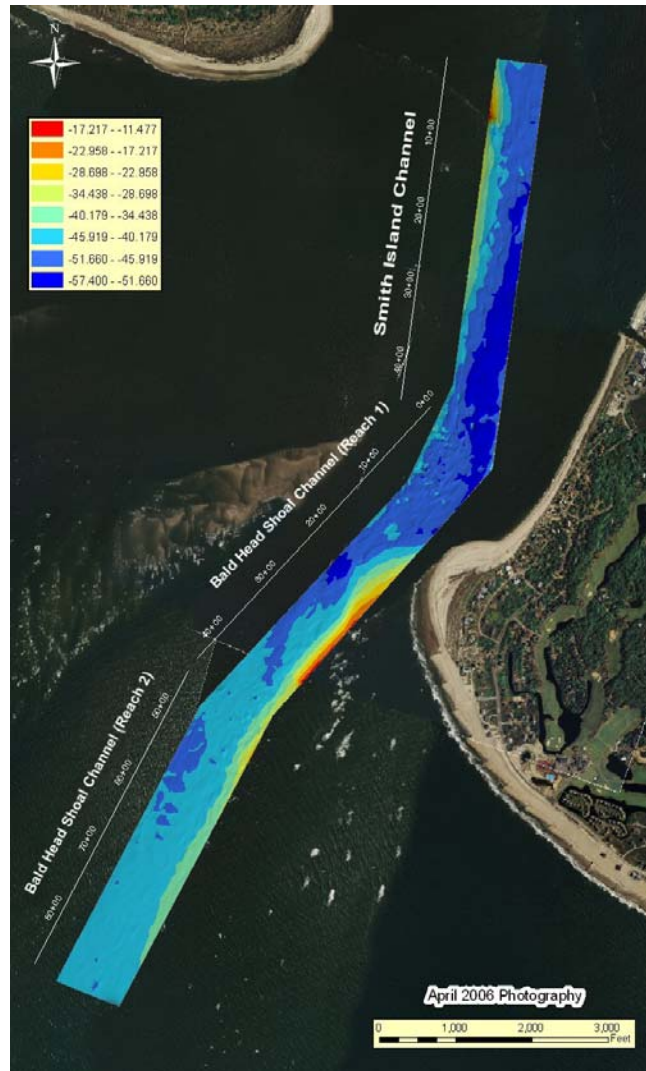 N
-17.217 - -11.477
-22.958 - -17.217
-28.698 - -22.958
-34.438 - -28.698
-40.179 - -34.438
-45.919 - -40.179
-51.660 - -45.919
-57.400 - -51.660
Smith Island Channel
10+00
20+00
30+00
Bald Head Shoal Channel (Reach 1)
0+00
10+00
20+00
30+00
40+00
Bald Head Shoal Channel (Reach 2)
50+00
60+00
70+00
80+00
April 2006 Photography
0 1,000 2,000 3,000
Feet